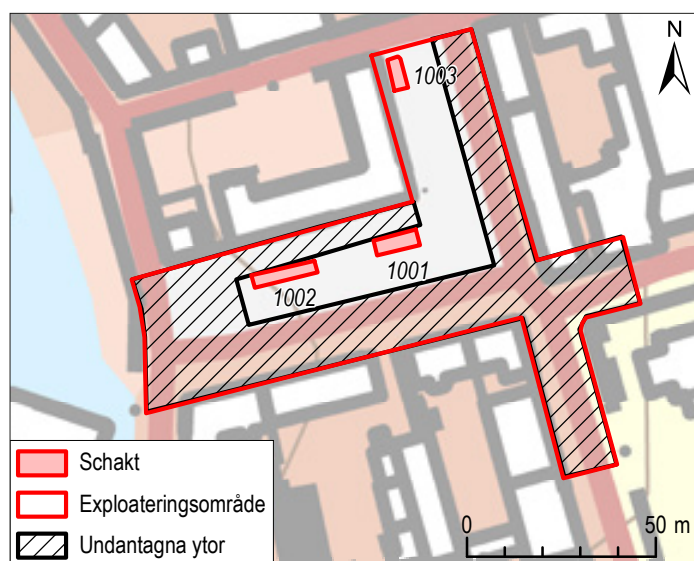 N
1003
1001
1002
Schakt
Exploateringsområde
Undantagna ytor
0 50 m